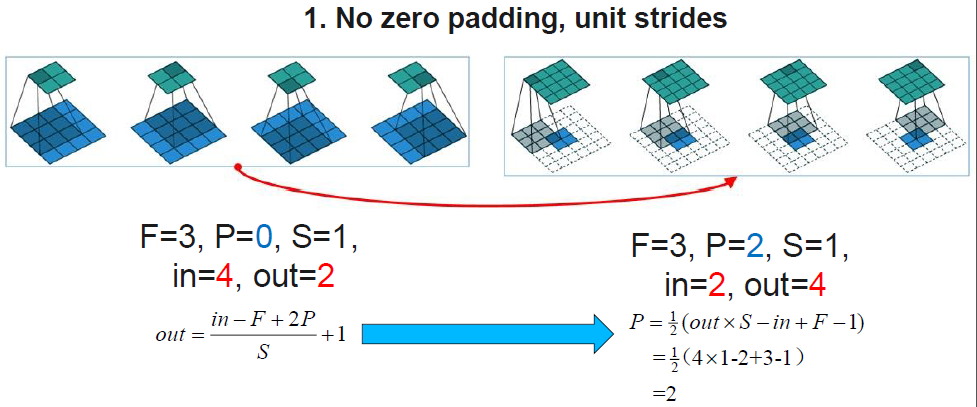 1. No zero padding, unit strides
F=3, P=0, S=1,
in=4, out=2
out = \frac{in - F + 2P}{S} + 1
F=3, P=2, S=1,
in=2, out=4
P = \frac{1}{2}(out × S − in + F − 1)
=\frac{1}{2}(4×1-2+3-1)
=2